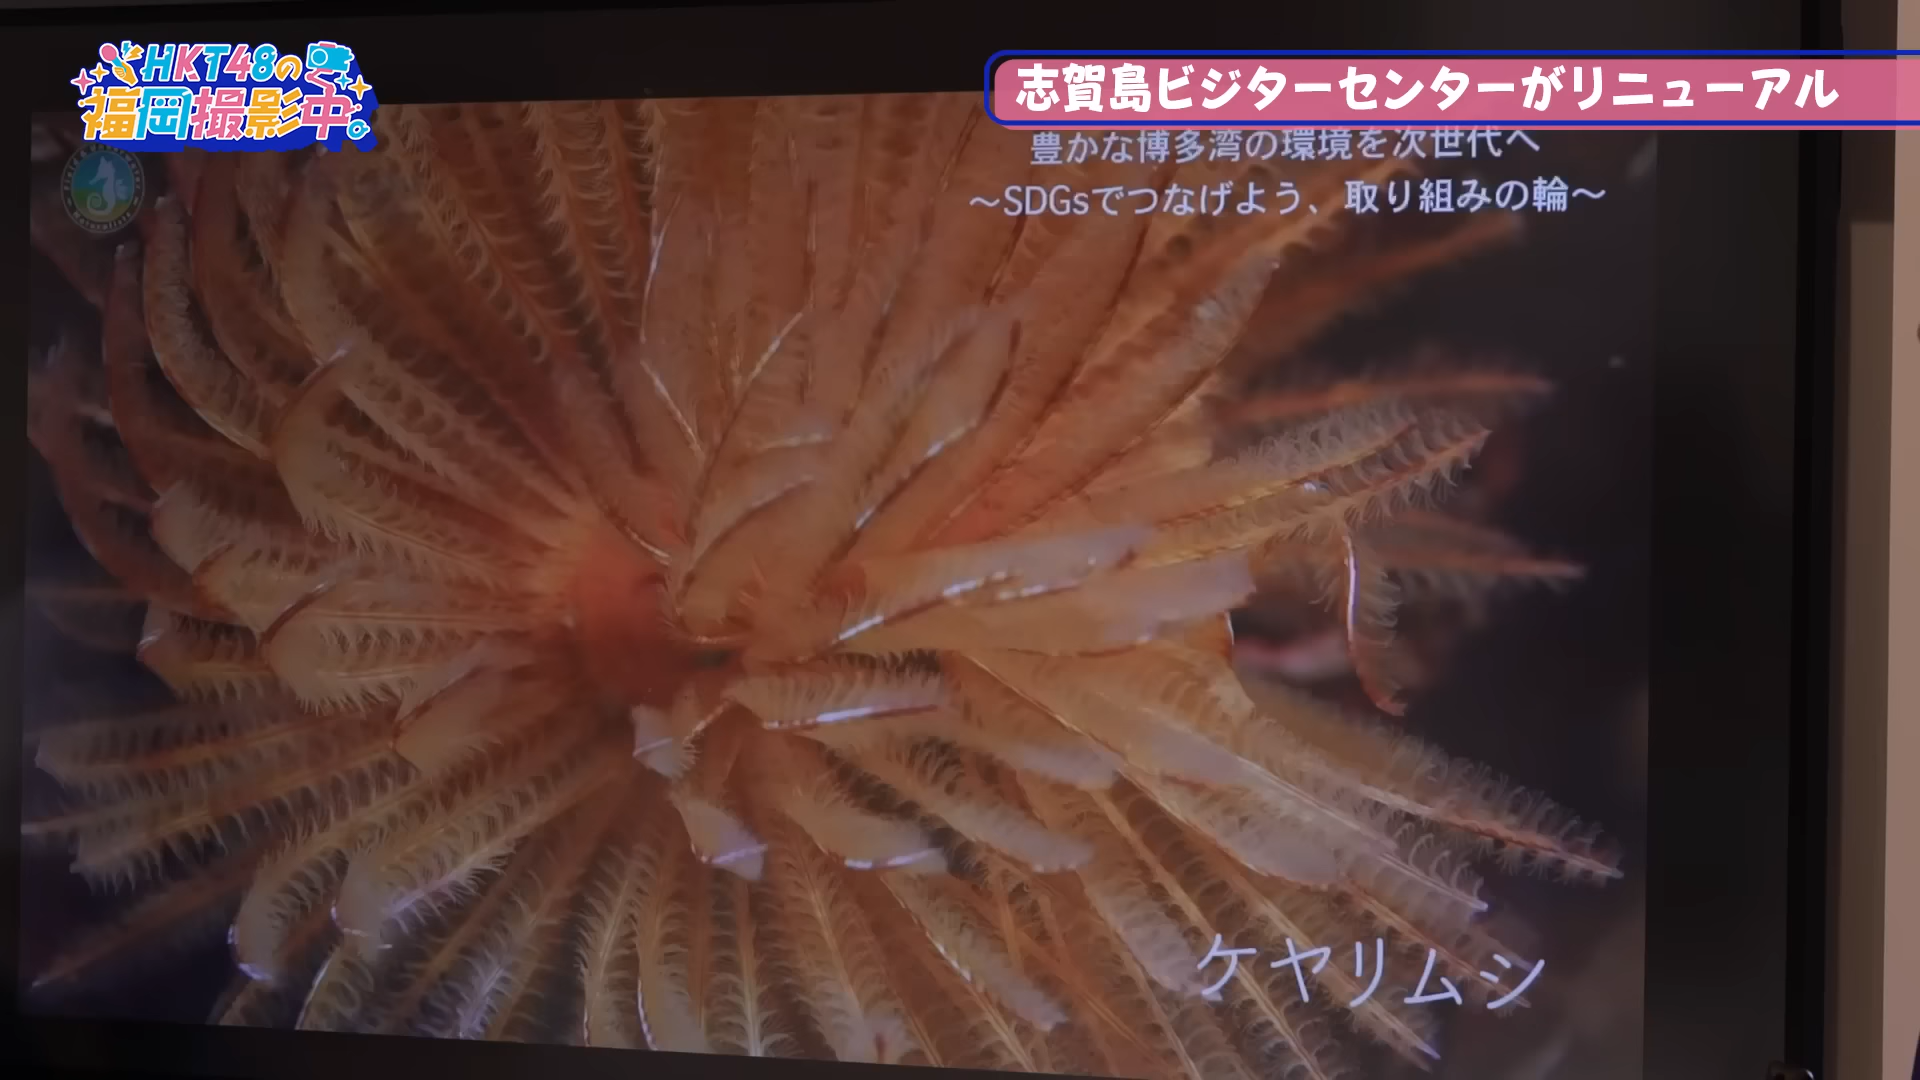 HKT48の
福岡撮影中。
志賀島ビジターセンターがリニューアル
豊かな博多湾の環境を次世代へ
～SDGsでつなげよう、取り組みの輪～
ケヤリムシ